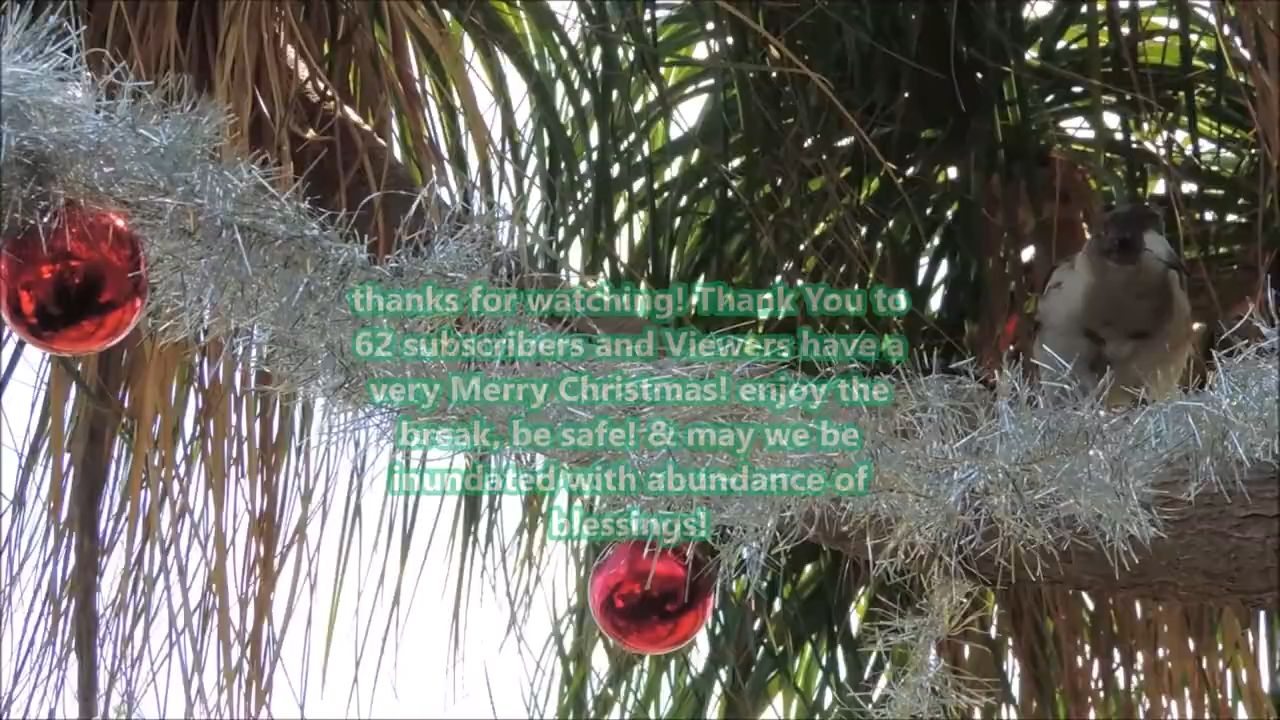 thanks for watching! Thank You to
62 subscribers and Viewers have a
very Merry Christmas! enjoy the
break, be safe! & may we be
inundated with abundance of
blessings!